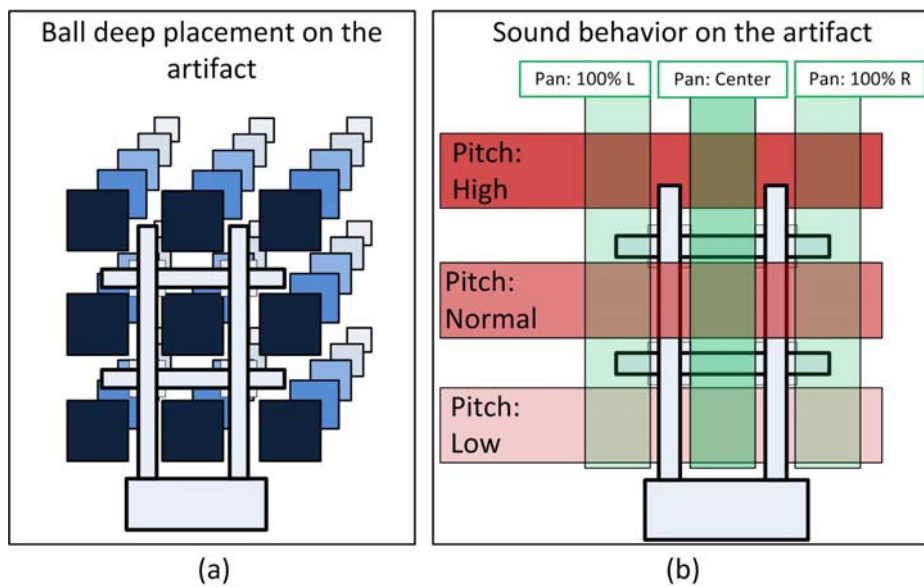 Ball deep placement on the
artifact
(a)
Sound behavior on the artifact
Pan: 100% L
Pan: Center
Pan: 100% R
Pitch:
High
Pitch:
Normal
Pitch:
Low
(b)